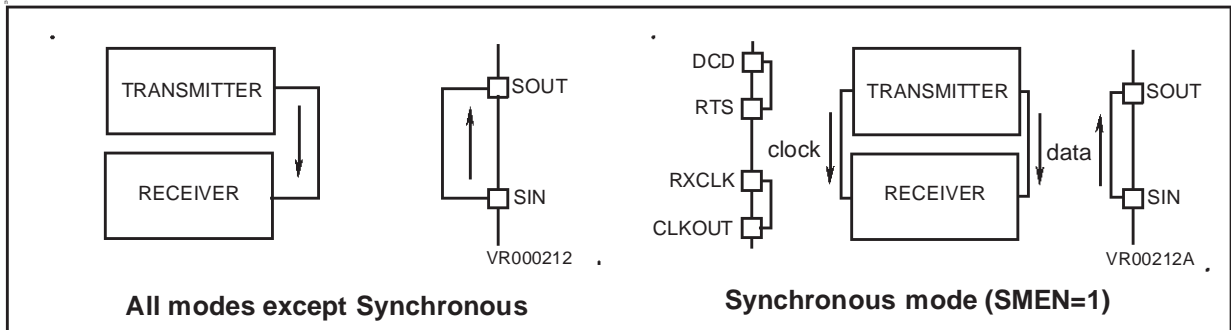 TRANSMITTER
RECEIVER
SOUT
SIN
VR000212
All modes except Synchronous
DCD
RTS
RXCLK
CLKOUT
clock
TRANSMITTER
RECEIVER
data
SOUT
SIN
VR00212A
Synchronous mode (SMEN=1)